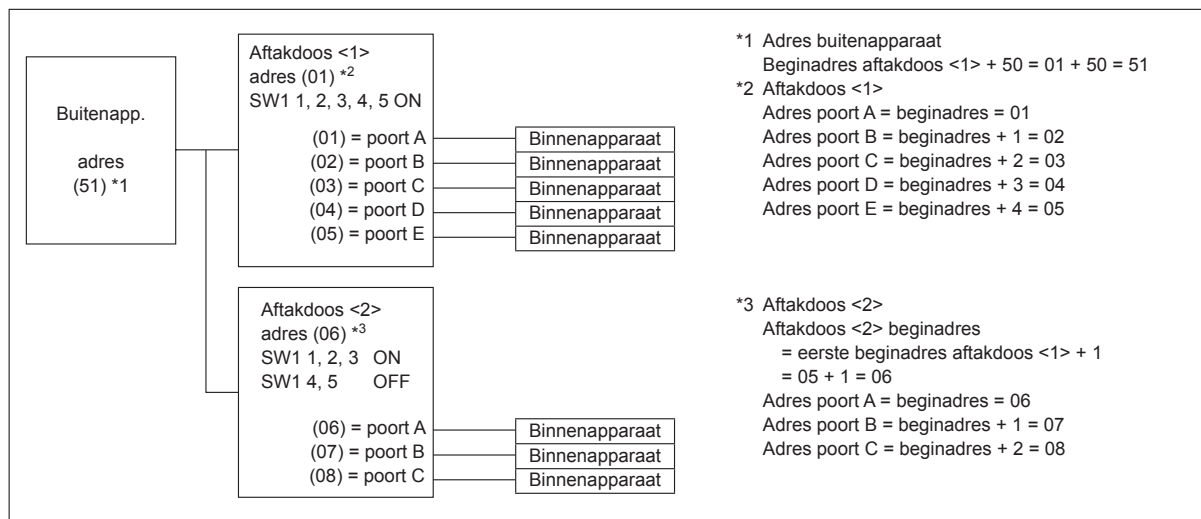 Buitenapp.
adres
(51) *1
Aftakdoos <1>
adres (01) *2
SW1 1, 2, 3, 4, 5 ON
(01) = poort A
(02) = poort B
(03) = poort C
(04) = poort D
(05) = poort E
Binnenapparaat
Binnenapparaat
Binnenapparaat
Binnenapparaat
Binnenapparaat
Aftakdoos <2>
adres (06) *3
SW1 1, 2, 3 ON
SW1 4, 5 OFF
(06) = poort A
(07) = poort B
(08) = poort C
Binnenapparaat
Binnenapparaat
Binnenapparaat
*1 Adres buitenapparaat
Beginadres aftakdoos <1> + 50 = 01 + 50 = 51
*2 Aftakdoos <1>
Adres poort A = beginadres = 01
Adres poort B = beginadres + 1 = 02
Adres poort C = beginadres + 2 = 03
Adres poort D = beginadres + 3 = 04
Adres poort E = beginadres + 4 = 05
*3 Aftakdoos <2>
Aftakdoos <2> beginadres
= eerste beginadres aftakdoos <1> + 1
= 05 + 1 = 06
Adres poort A = beginadres = 06
Adres poort B = beginadres + 1 = 07
Adres poort C = beginadres + 2 = 08